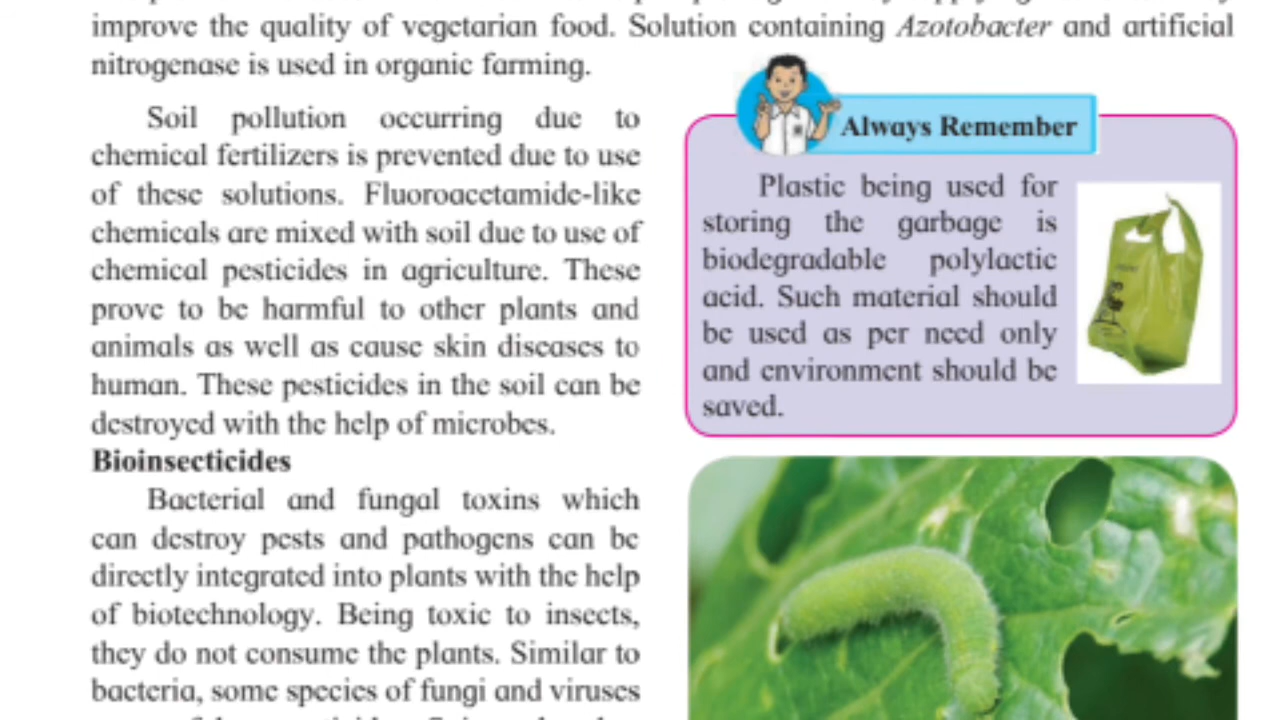 improve the quality of vegetarian food. Solution containing Azotobacter and artificial
nitrogenase is used in organic farming.
Soil pollution occurring due to
chemical fertilizers is prevented due to use
of these solutions. Fluoroacetamide-like
chemicals are mixed with soil due to use of
chemical pesticides in agriculture. These
prove to be harmful to other plants and
animals as well as cause skin diseases to
human. These pesticides in the soil can be
destroyed with the help of microbes.
Bioinsecticides
Bacterial and fungal toxins which
can destroy pests and pathogens can be
directly integrated into plants with the help
of biotechnology. Being toxic to insects,
they do not consume the plants. Similar to
bacteria, some species of fungi and viruses
Always Remember
Plastic being used for
storing the garbage is
biodegradable polylactic
acid. Such material should
be used as per need only
and environment should be
saved.